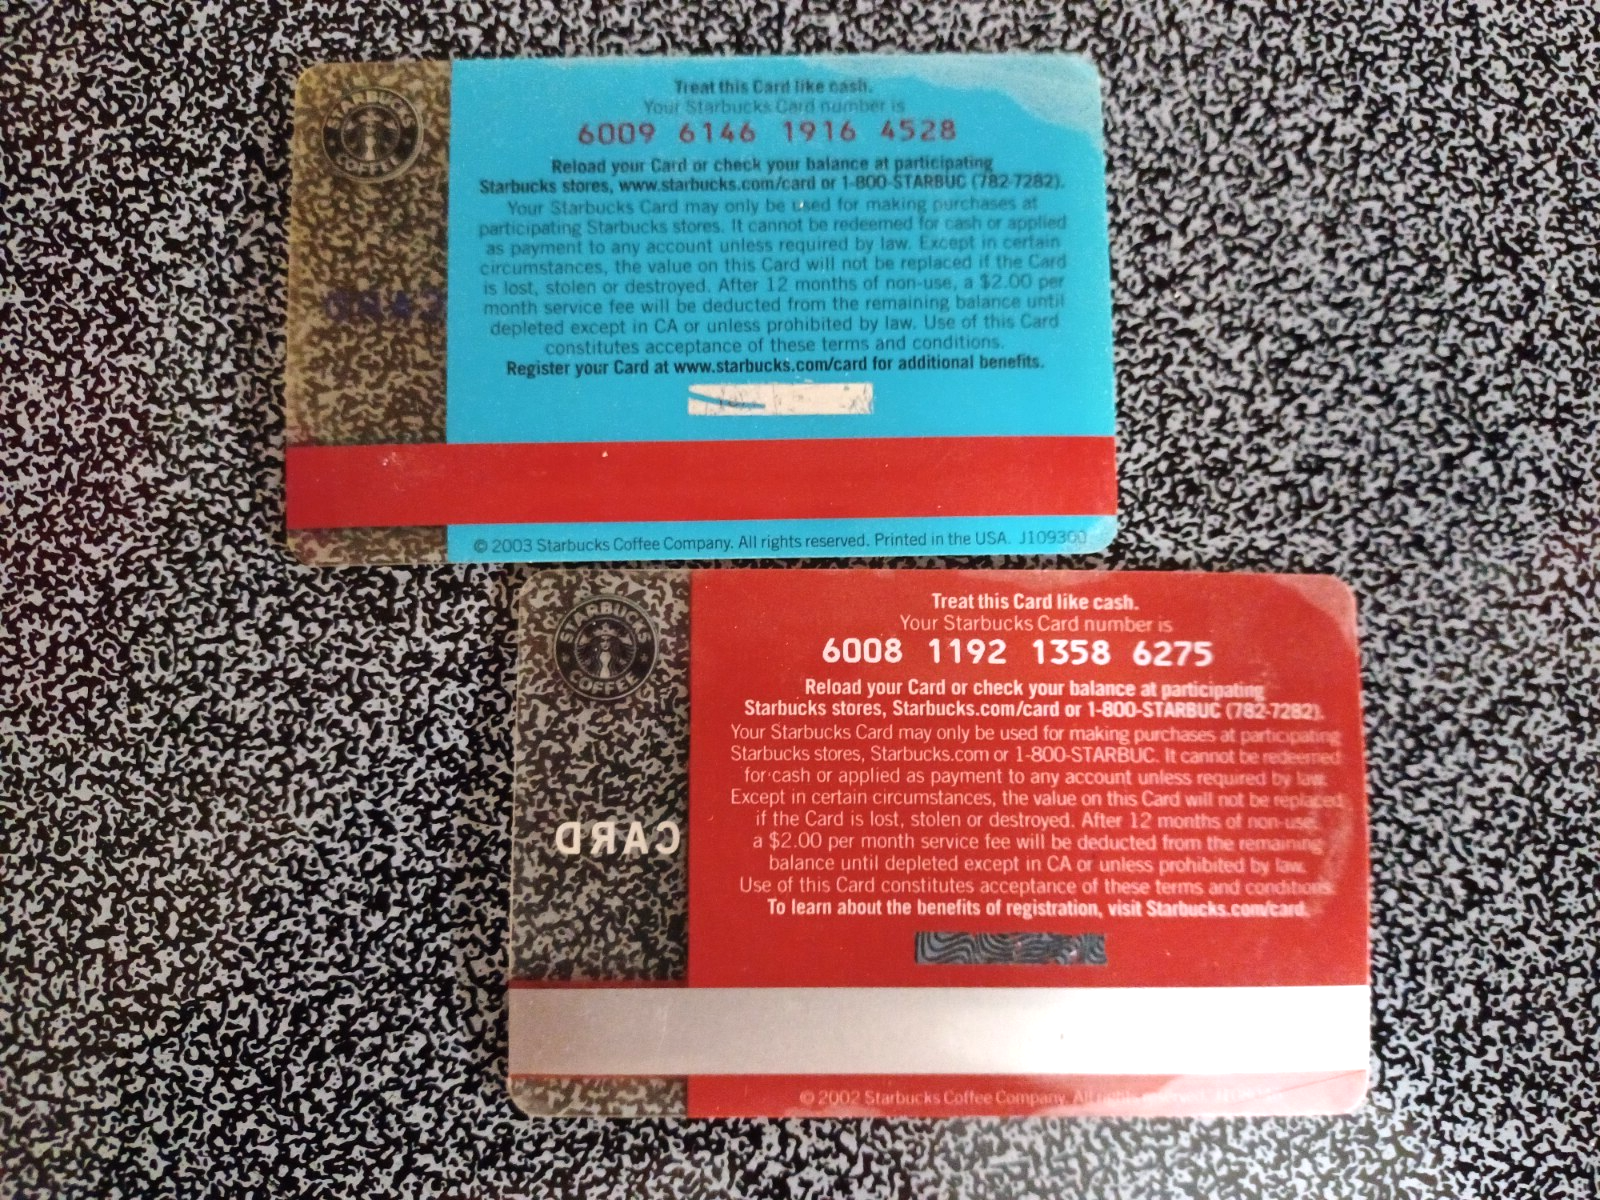 STARBUCKS
COFFEE
Treat this Card like cash.
Your Starbucks Card number is
6009 6146 1916 4528
Reload your Card or check your balance at participating
Starbucks stores, www.starbucks.com/card or 1-800-STARBUC (782-7282).
Your Starbucks Card may only be used for making purchases at
participating Starbucks stores. It cannot be redeemed for cash or applied
as payment to any account unless required by law. Except in certain
circumstances, the value on this Card will not be replaced if the Card
is lost, stolen or destroyed. After 12 months of non-use, a $2.00 per
month service fee will be deducted from the remaining balance until
depleted except in CA or unless prohibited by law. Use of this Card
constitutes acceptance of these terms and conditions.
Register your Card at www.starbucks.com/card for additional benefits.
© 2003 Starbucks Coffee Company. All rights reserved. Printed in the USA. J109300
STARBUCKS
COFFEE
Treat this Card like cash.
Your Starbucks Card number is
6008 1192 1358 6275
Reload your Card or check your balance at participating
Starbucks stores, Starbucks.com/card or 1-800-STARBUC (782-7282).
Your Starbucks Card may only be used for making purchases at participating
Starbucks stores, Starbucks.com or 1-800-STARBUC. It cannot be redeemed
for cash or applied as payment to any account unless required by law.
Except in certain circumstances, the value on this Card will not be replaced
if the Card is lost, stolen or destroyed. After 12 months of non-use,
a $2.00 per month service fee will be deducted from the remaining
balance until depleted except in CA or unless prohibited by law.
Use of this Card constitutes acceptance of these terms and conditions.
To learn about the benefits of registration, visit Starbucks.com/card.
CARD
© 2002 Starbucks Coffee Company. All rights reserved.